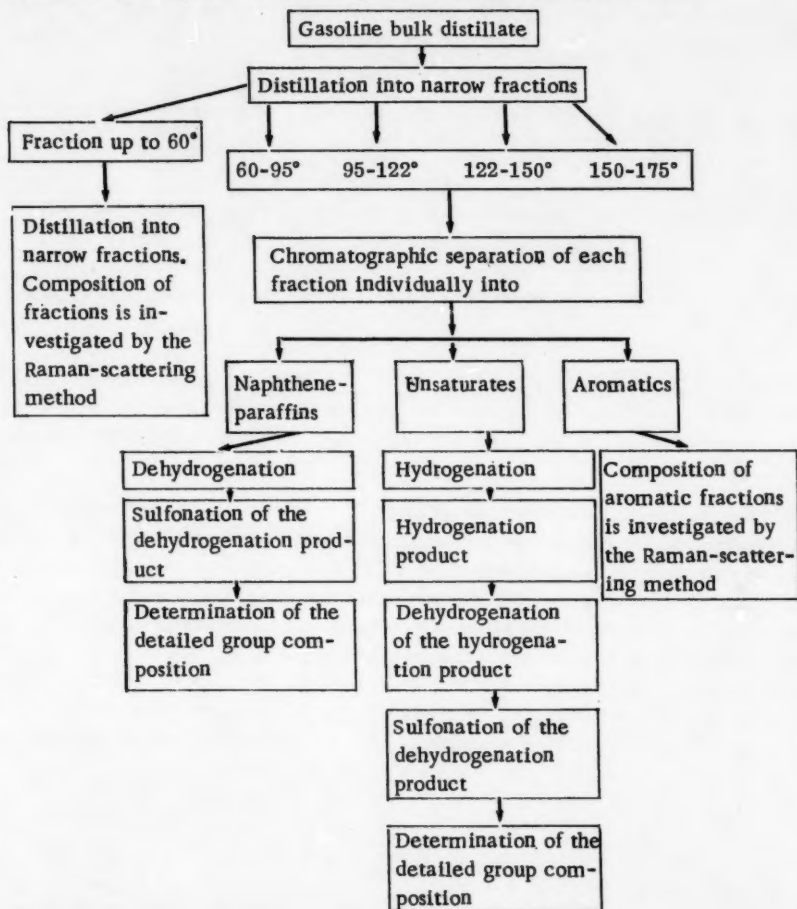 Gasoline bulk distillate
Distillation into narrow fractions
Fraction up to 60°
60-95° 95-122° 122-150° 150-175°
Distillation into
narrow fractions.
Composition of
fractions is in-
vestigated by the
Raman-scattering
method
Chromatographic separation of each
fraction individually into
Naphthene-
paraffins
Unsaturates
Aromatics
Dehydrogenation
Sulfonation of the
dehydrogenation prod-
uct
Determination of the
detailed group com-
position
Hydrogenation
Hydrogenation
product
Dehydrogenation
of the hydrogena-
tion product
Sulfonation of the
dehydrogenation
product
Determination of the
detailed group com-
position
Composition of
aromatic fractions
is investigated by
the Raman-scatter-
ing method